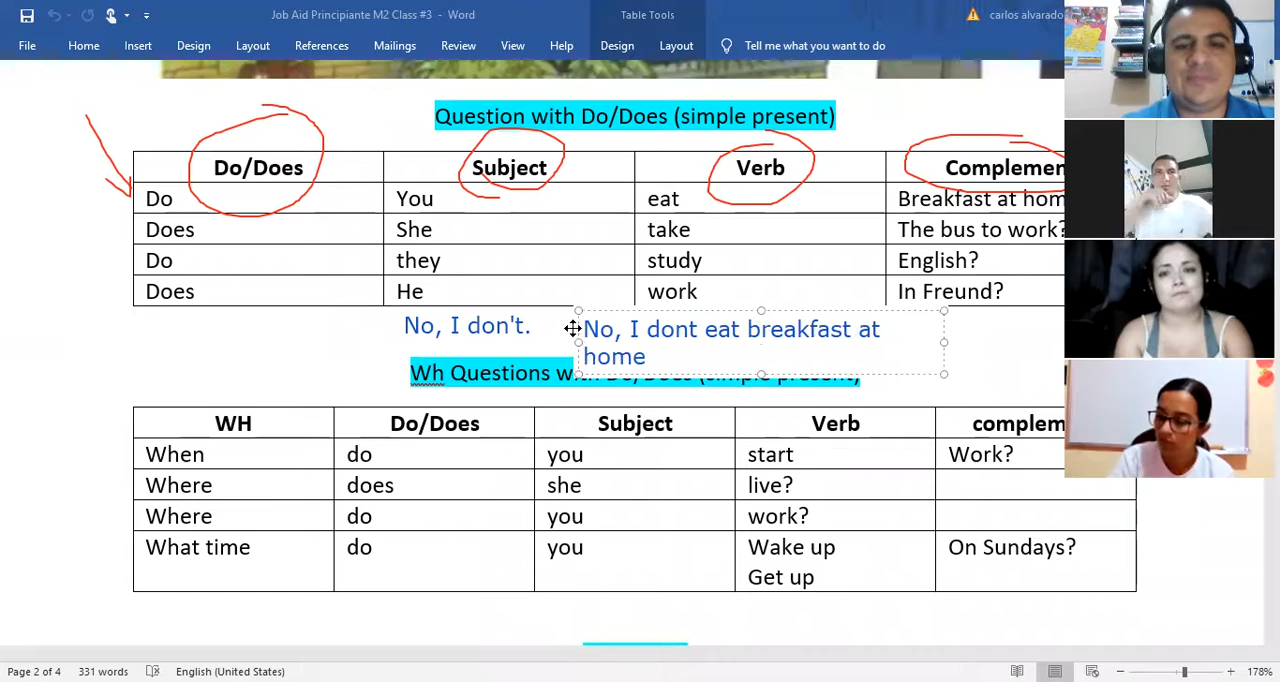 Job Aid Principiante M2 Class #3 - Word
Table Tools
carlos alvarado
File Home Insert Design Layout References Mailings Review View Help Design Layout Tell me what you want to do
Question with Do/Does (simple present)
Do/Does Subject Verb Complemen
Do You eat Breakfast at hom
Does She take The bus to work?
Do they study English?
Does He work In Freund?
No, I don't.
No, I dont eat breakfast at
home
Wh Questions with Do/Does (simple present)
WH Do/Does Subject Verb complem
When do you start Work?
Where does she live?
Where do you work?
What time do you Wake up On Sundays?
Get up
Page 2 of 4 331 words English (United States) 178%